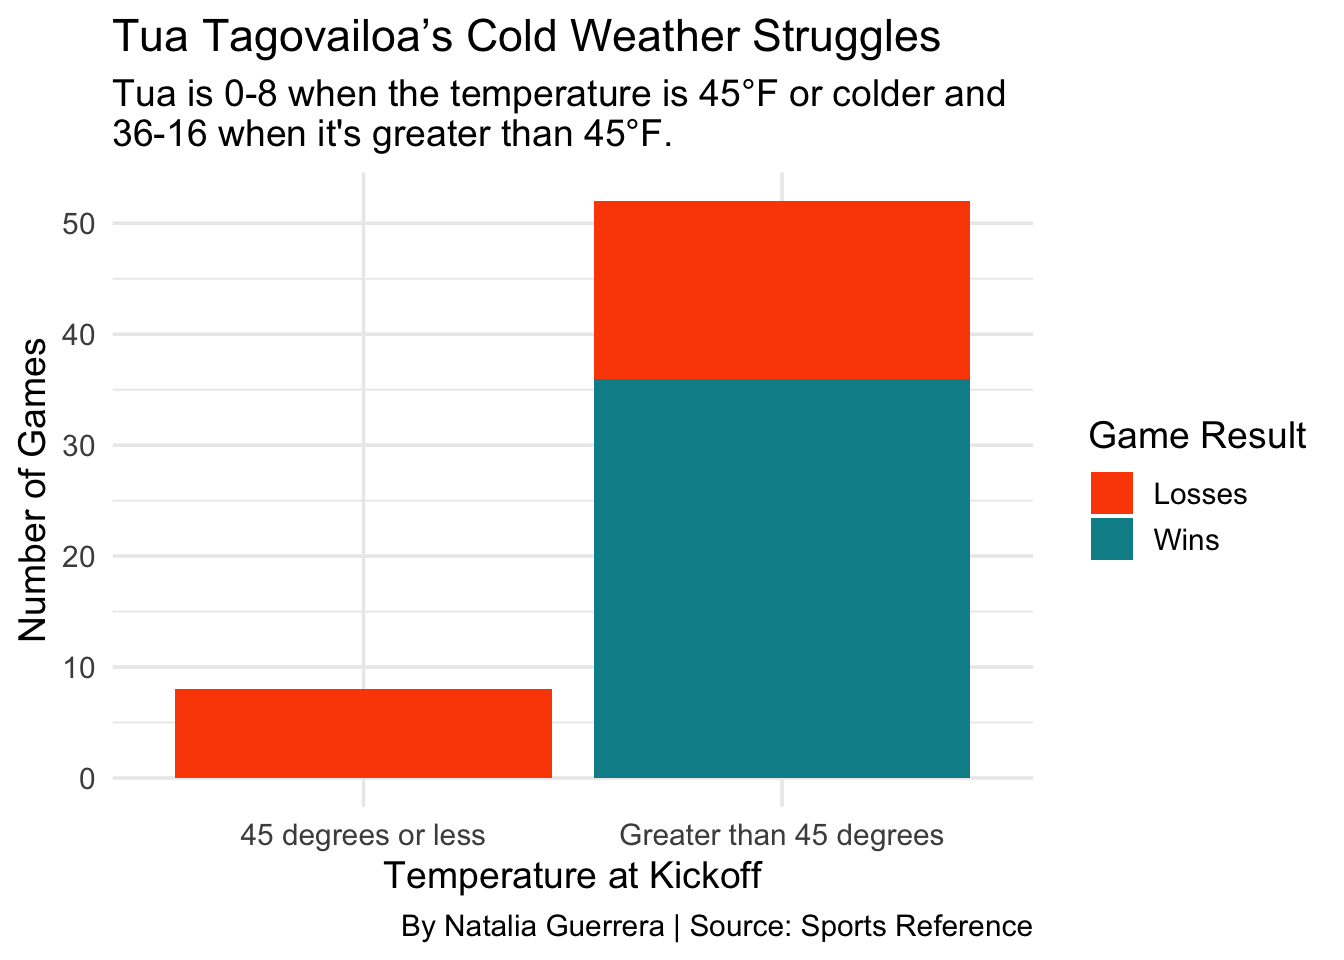 Tua Tagovailoa’s Cold Weather Struggles
Tua is 0-8 when the temperature is 45°F or colder and
36-16 when it's greater than 45°F.
50
40
30
20
10
0
Number of Games
45 degrees or less
Greater than 45 degrees
Temperature at Kickoff
Game Result
Losses
Wins
By Natalia Guerrera | Source: Sports Reference